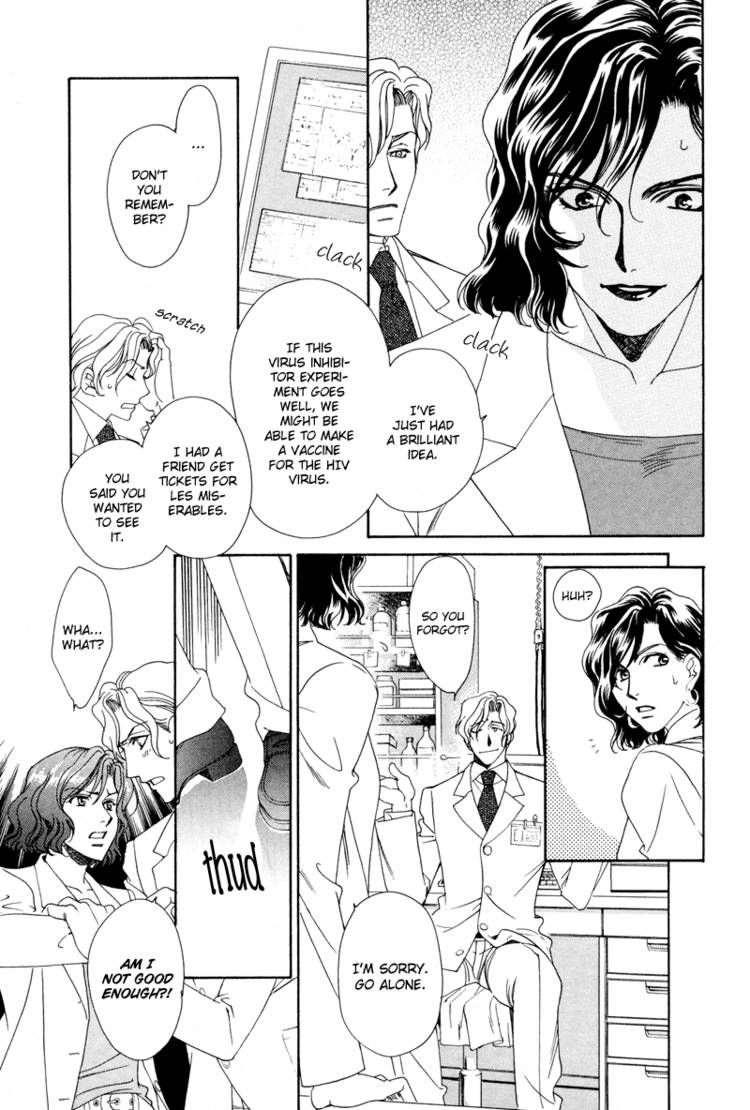 I'VE
JUST HAD
A BRILLIANT
IDEA.
clack
IF THIS
VIRUS INHIBI-
TOR EXPERI-
MENT GOES
WELL, WE
MIGHT BE
ABLE TO MAKE
A VACCINE
FOR THE HIV
VIRUS.
clack
...
DON'T
YOU
REMEM-
BER?
scratch
I HAD A
FRIEND GET
TICKETS FOR
LES MIS-
ERABLES.
YOU
SAID YOU
WANTED
TO SEE
IT.
HUH?
SO YOU
FORGOT?
I'M SORRY.
GO ALONE.
thud
WHA...
WHAT?
AM I
NOT GOOD
ENOUGH?!